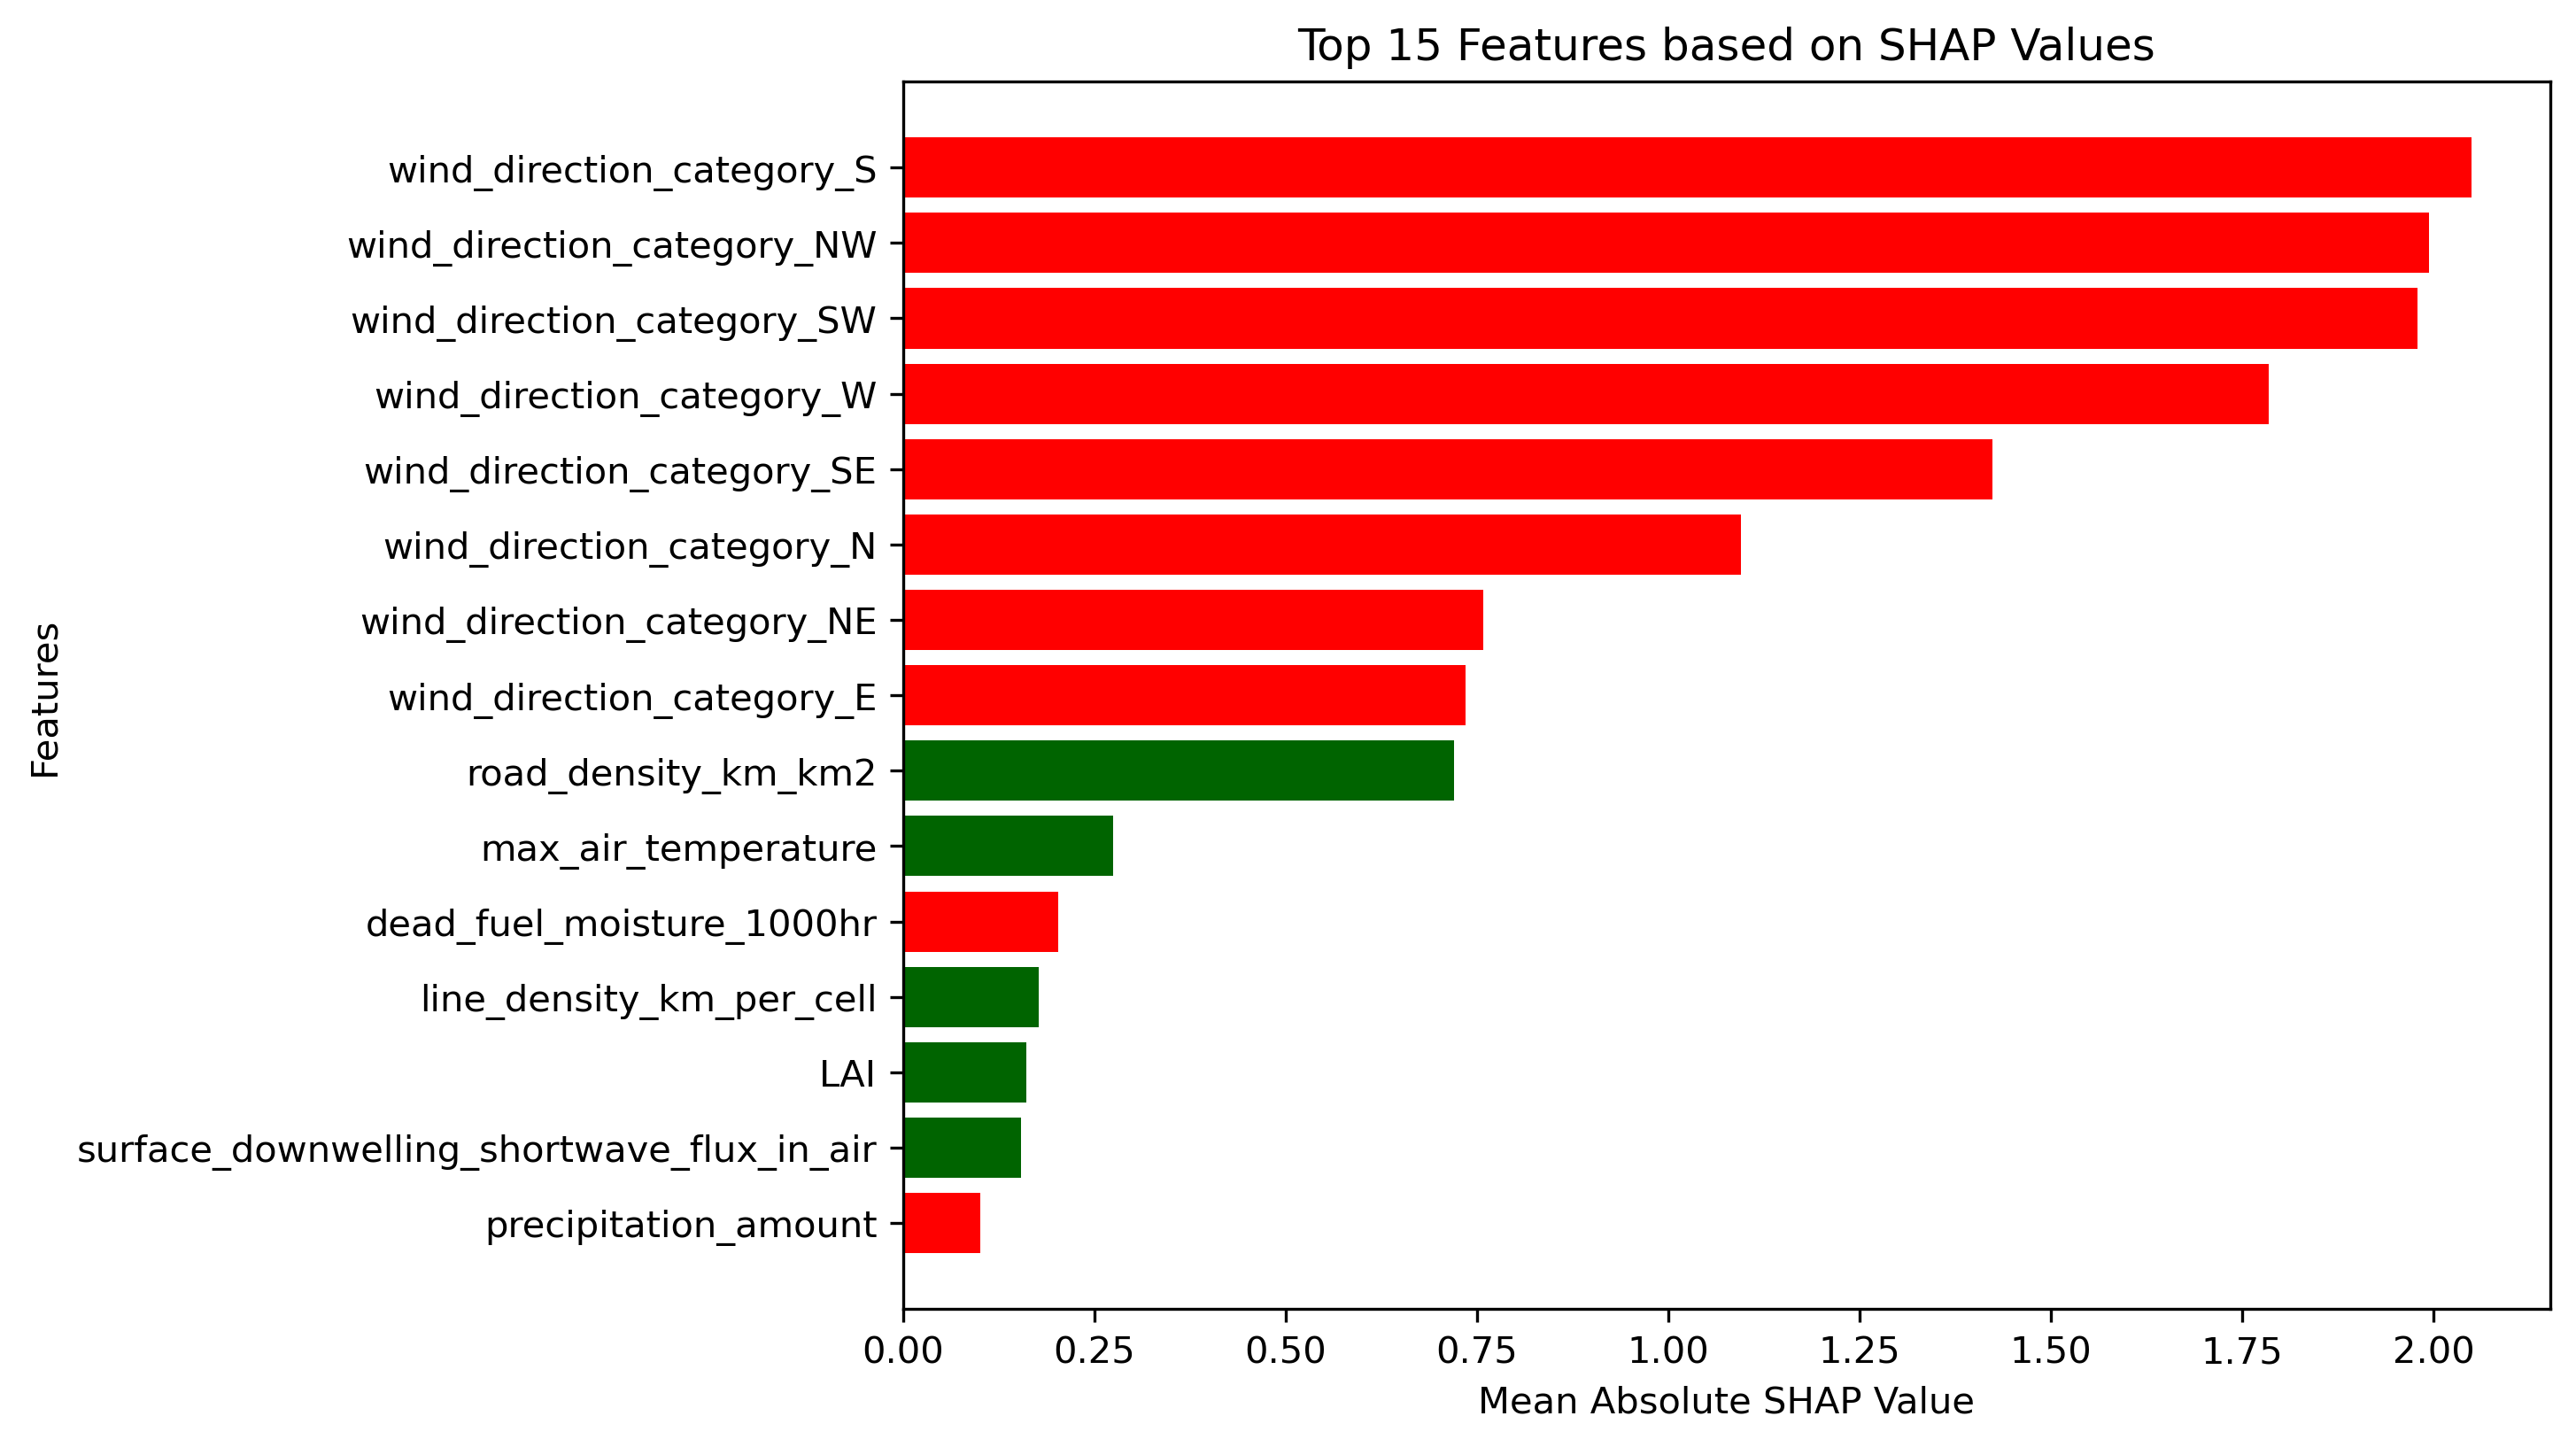 Top 15 Features based on SHAP Values
Features
wind_direction_category_S
wind_direction_category_NW
wind_direction_category_SW
wind_direction_category_W
wind_direction_category_SE
wind_direction_category_N
wind_direction_category_NE
wind_direction_category_E
road_density_km_km2
max_air_temperature
dead_fuel_moisture_1000hr
line_density_km_per_cell
LAI
surface_downwelling_shortwave_flux_in_air
precipitation_amount
0.00 0.25 0.50 0.75 1.00 1.25 1.50 1.75 2.00
Mean Absolute SHAP Value